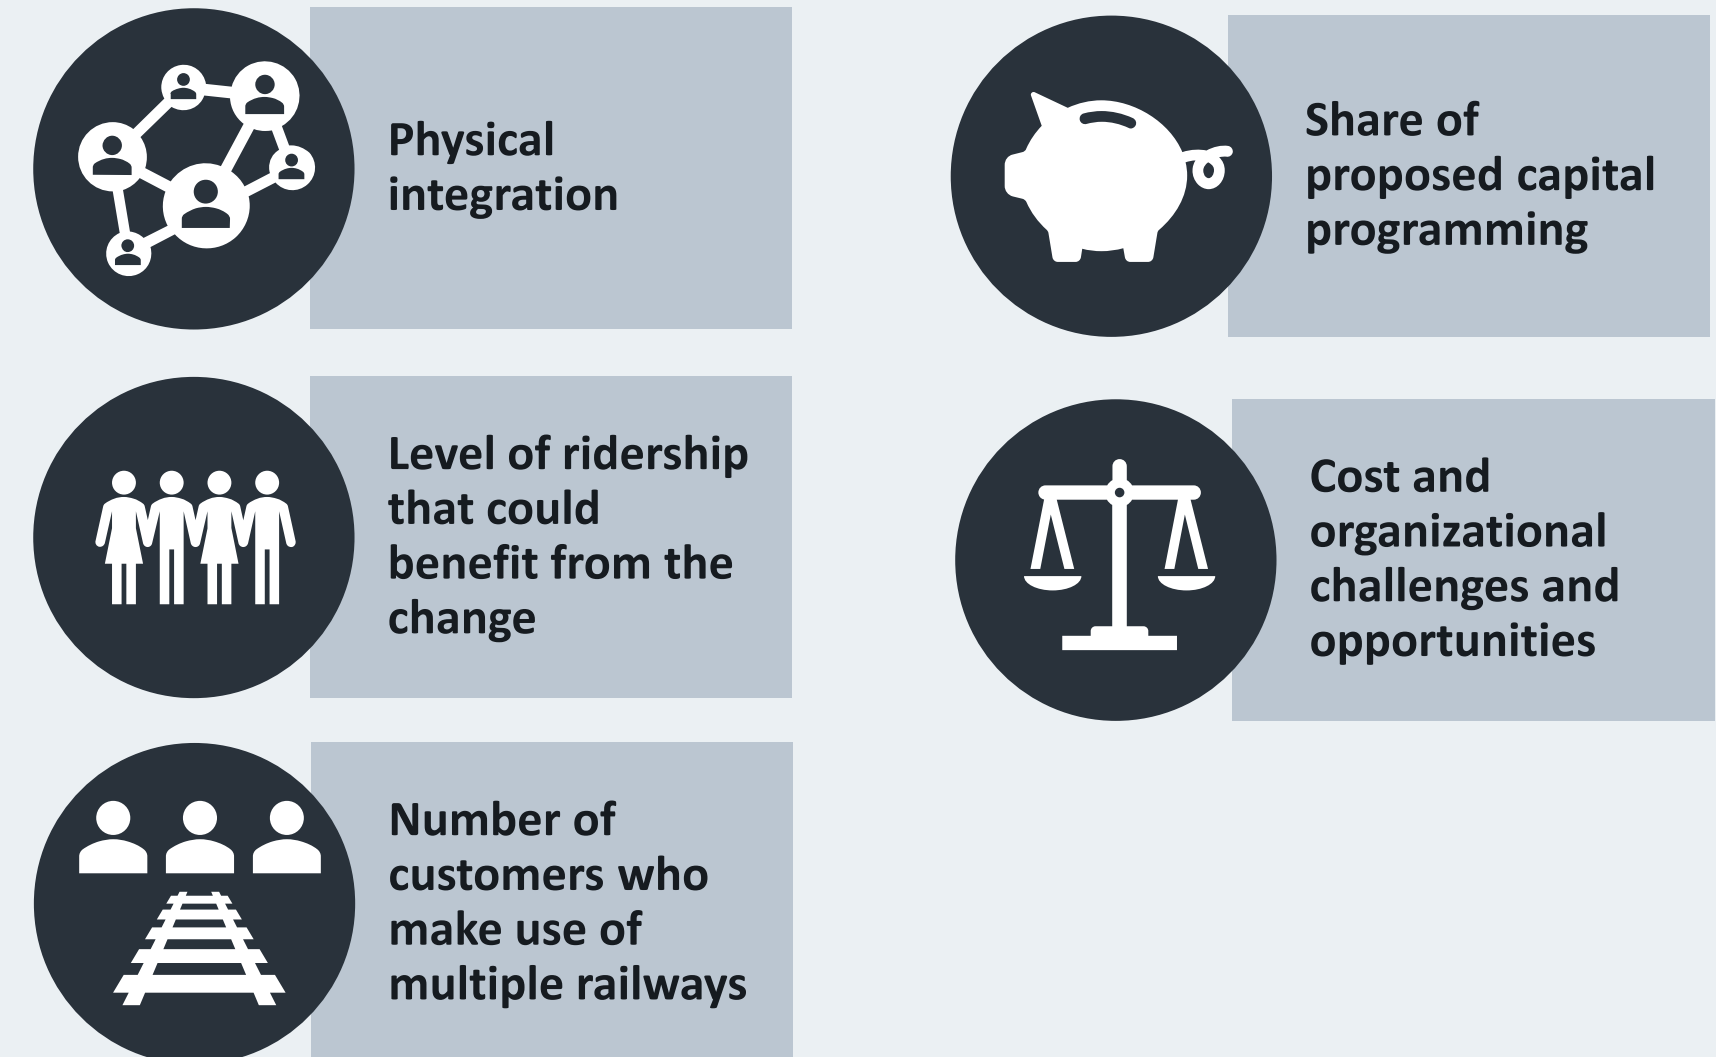 Physical
integration
Level of ridership
that could
benefit from the
change
Number of
customers who
make use of
multiple railways
Share of
proposed capital
programming
Cost and
organizational
challenges and
opportunities